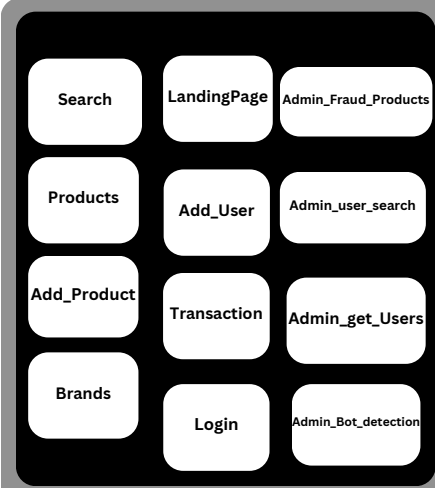 Search
LandingPage
Admin_Fraud_Products
Products
Add_User
Admin_user_search
Add_Product
Transaction
Admin_get_Users
Brands
Login
Admin_Bot_detection